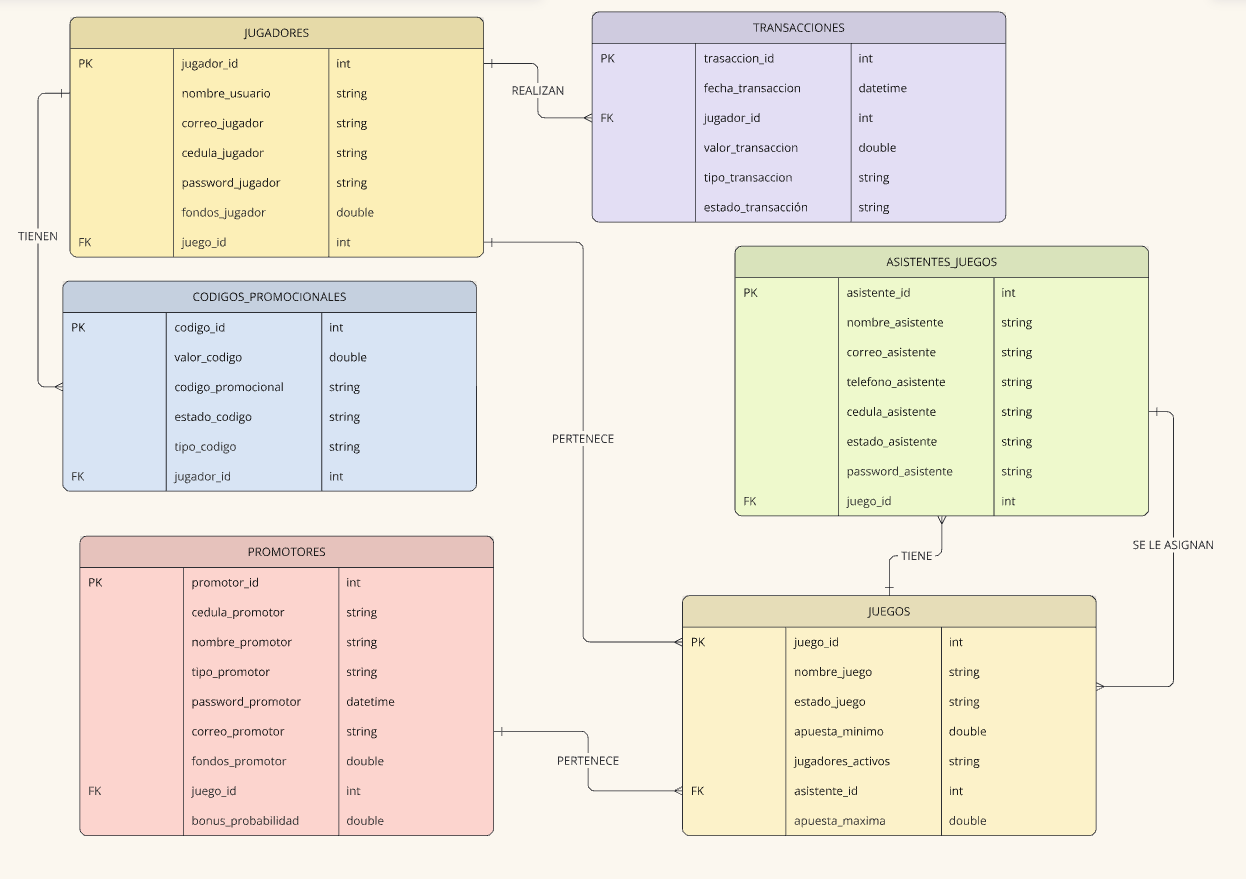 JUGADORES
PK jugador_id int
nombre_usuario string
correo_jugador string
cedula_jugador string
password_jugador string
fondos_jugador double
FK juego_id int
REALIZAN
TRANSACCIONES
PK trasaccion_id int
fecha_transaccion datetime
FK jugador_id int
valor_transaccion double
tipo_transaccion string
estado_transacción string
TIENEN
CODIGOS_PROMOCIONALES
PK codigo_id int
valor_codigo double
codigo_promocional string
estado_codigo string
tipo_codigo string
FK jugador_id int
PERTENECE
ASISTENTES_JUEGOS
PK asistente_id int
nombre_asistente string
correo_asistente string
telefono_asistente string
cedula_asistente string
estado_asistente string
password_asistente string
FK juego_id int
TIENE
SE LE ASIGNAN
PROMOTORES
PK promotor_id int
cedula_promotor string
nombre_promotor string
tipo_promotor string
password_promotor datetime
correo_promotor string
fondos_promotor double
FK juego_id int
bonus_probabilidad double
PERTENECE
JUEGOS
PK juego_id int
nombre_juego string
estado_juego string
apuesta_minimo double
jugadores_activos string
FK asistente_id int
apuesta_maxima double